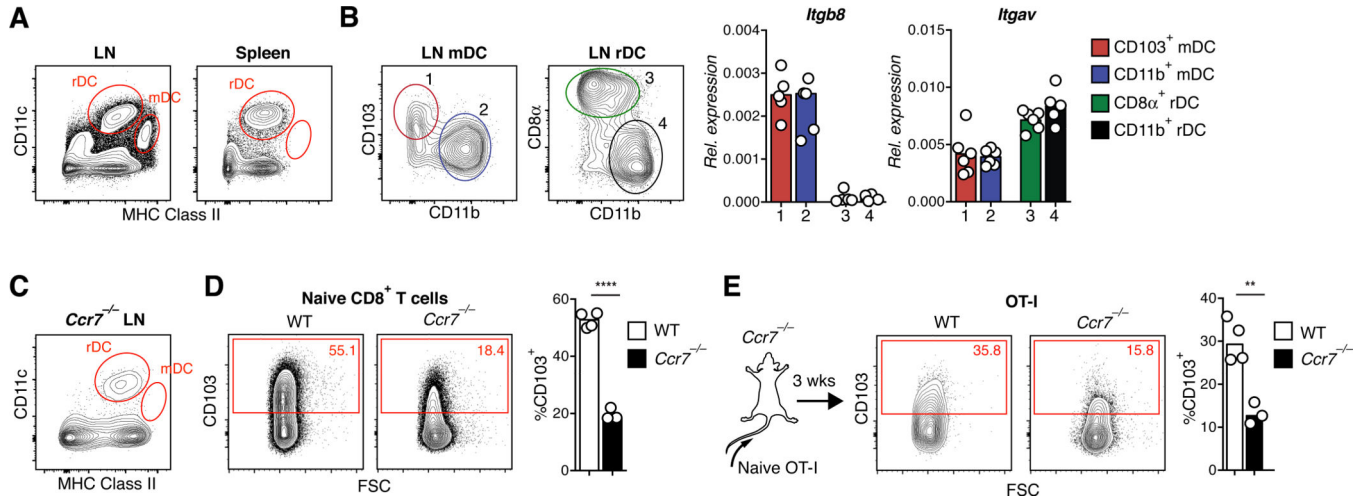 A
LN
Spleen
rDC
mDC
rDC
CD11c
MHC Class II
B
LN mDC
LN rDC
1
2
3
4
CD103
CD8α
CD11b
CD11b
Itgb8
Rel. expression
0.004
0.003
0.002
0.001
0.000
1 2 3 4
Itgav
Rel. expression
0.015
0.010
0.005
0.000
1 2 3 4
CD103+ mDC
CD11b+ mDC
CD8α+ rDC
CD11b+ rDC
C
Ccr7−/− LN
rDC
mDC
CD11c
MHC Class II
D
Naive CD8+ T cells
WT
Ccr7−/−
55.1
18.4
CD103
FSC
****
%CD103+
60
40
20
0
WT
Ccr7−/−
E
Ccr7−/−
3 wks
Naive OT-I
OT-I
WT
Ccr7−/−
35.8
15.8
CD103
FSC
**
%CD103+
40
30
20
10
0
WT
Ccr7−/−